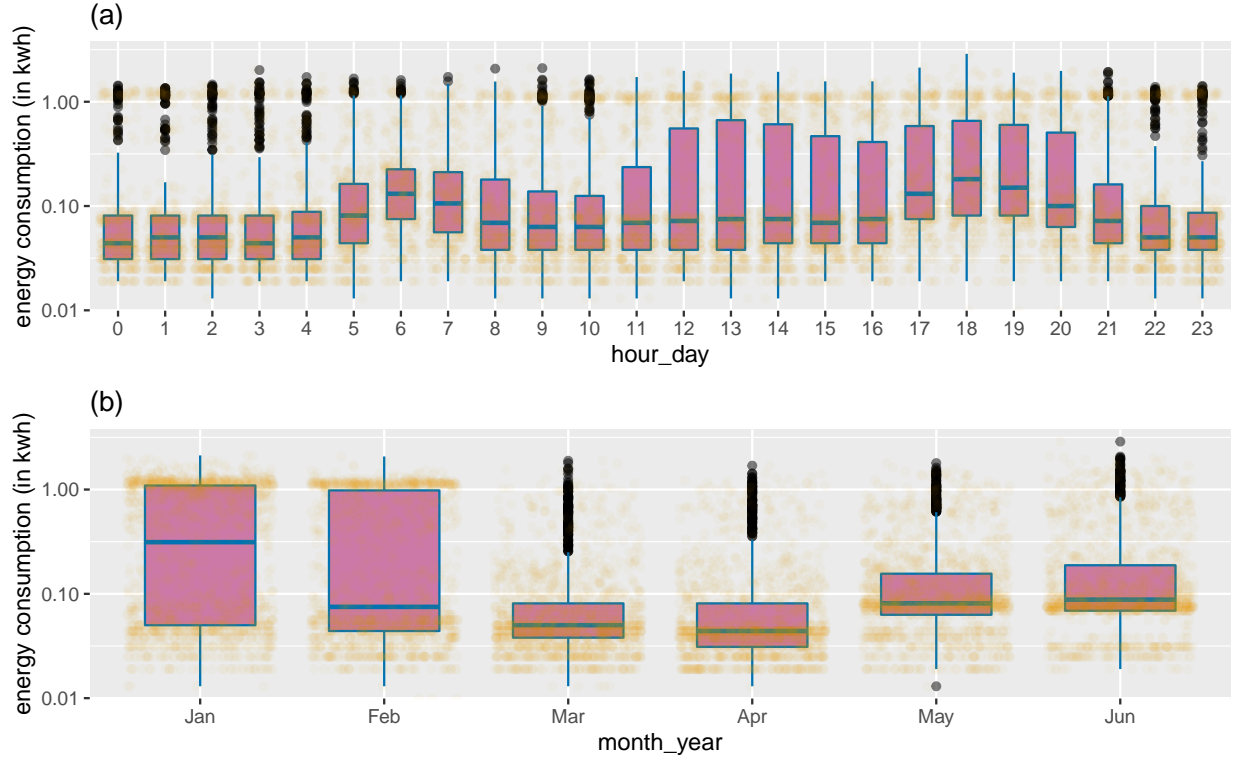 (a)
energy consumption (in kwh)
1.00
0.10
0.01
0 1 2 3 4 5 6 7 8 9 10 11 12 13 14 15 16 17 18 19 20 21 22 23
hour_day
(b)
energy consumption (in kwh)
1.00
0.10
0.01
Jan Feb Mar Apr May Jun
month_year